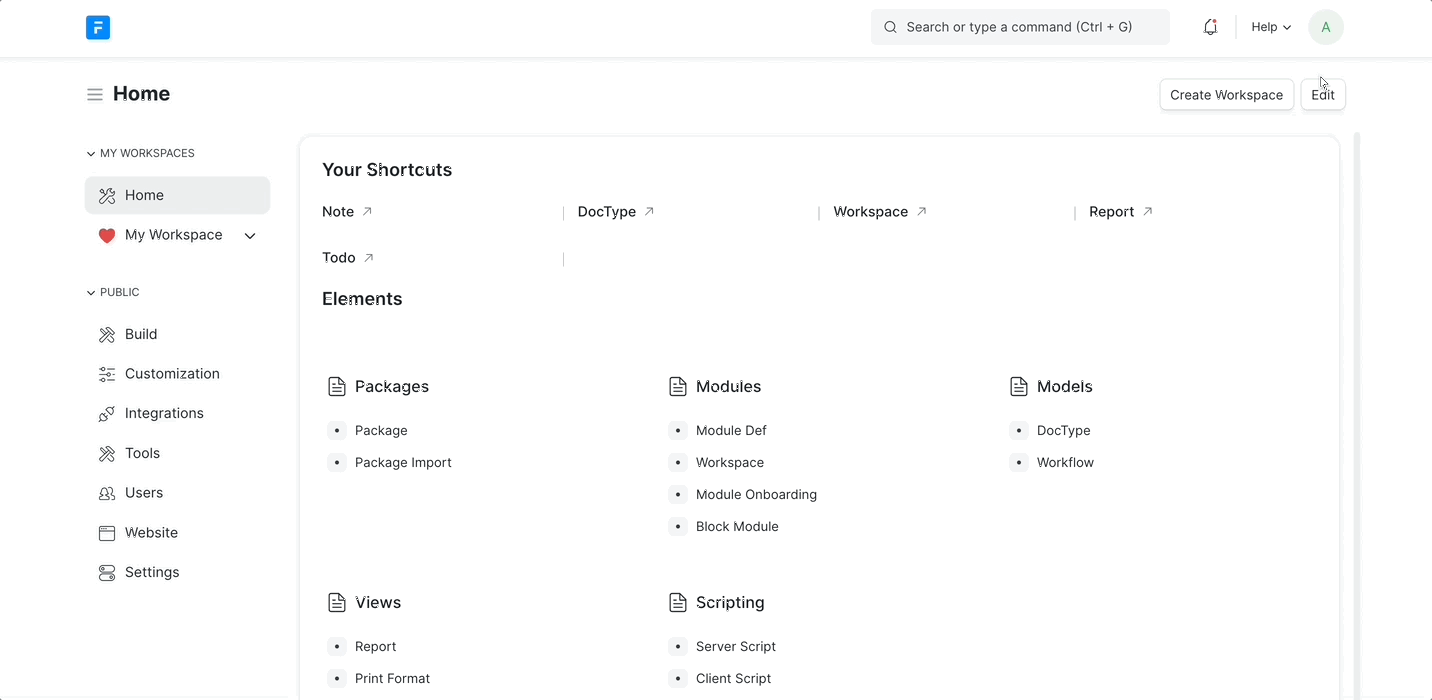 F
Search or type a command (Ctrl + G)
Help
A
Home
Create Workspace
Edit
MY WORKSPACES
Home
My Workspace
PUBLIC
Build
Customization
Integrations
Tools
Users
Website
Settings
Your Shortcuts
Note
DocType
Workspace
Report
Todo
Elements
Packages
Package
Package Import
Modules
Module Def
Workspace
Module Onboarding
Block Module
Models
DocType
Workflow
Views
Report
Print Format
Scripting
Server Script
Client Script